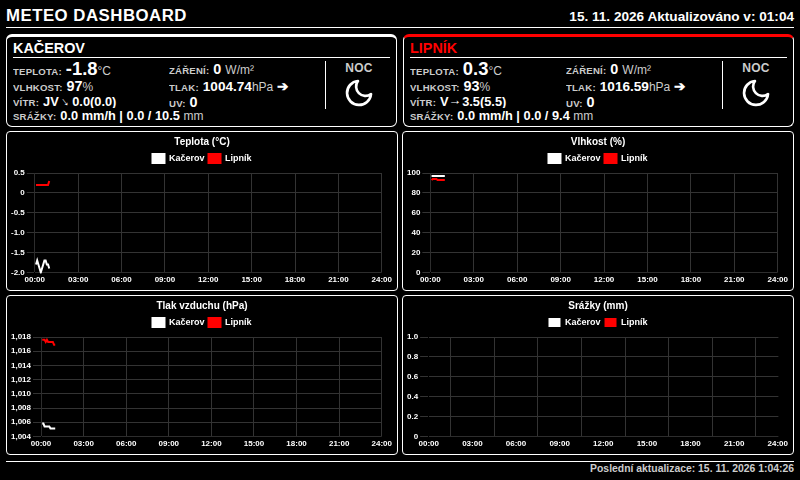 METEO DASHBOARD
15. 11. 2026 Aktualizováno v: 01:04
KAČEROV
TEPLOTA: -1.8°C
ZÁŘENÍ: 0 W/m²
NOC
VLHKOST: 97%
TLAK: 1004.74hPa ➔
VÍTR: JV ↘ 0.0(0.0)
UV: 0
SRÁŽKY: 0.0 mm/h | 0.0 / 10.5 mm
LIPNÍK
TEPLOTA: 0.3°C
ZÁŘENÍ: 0 W/m²
NOC
VLHKOST: 93%
TLAK: 1016.59hPa ➔
VÍTR: V→ 3.5(5.5)
UV: 0
SRÁŽKY: 0.0 mm/h | 0.0 / 9.4 mm
Teplota (°C)
Kačerov Lipník
0.5
0
-0.5
-1.0
-1.5
-2.0
00:00 03:00 06:00 09:00 12:00 15:00 18:00 21:00 24:00
Vlhkost (%)
Kačerov Lipník
100
80
60
40
20
0
00:00 03:00 06:00 09:00 12:00 15:00 18:00 21:00 24:00
Tlak vzduchu (hPa)
Kačerov Lipník
1,018
1,016
1,014
1,012
1,010
1,008
1,006
1,004
00:00 03:00 06:00 09:00 12:00 15:00 18:00 21:00 24:00
Srážky (mm)
Kačerov Lipník
1.0
0.8
0.6
0.4
0.2
0
00:00 03:00 06:00 09:00 12:00 15:00 18:00 21:00 24:00
Poslední aktualizace: 15. 11. 2026 1:04:26